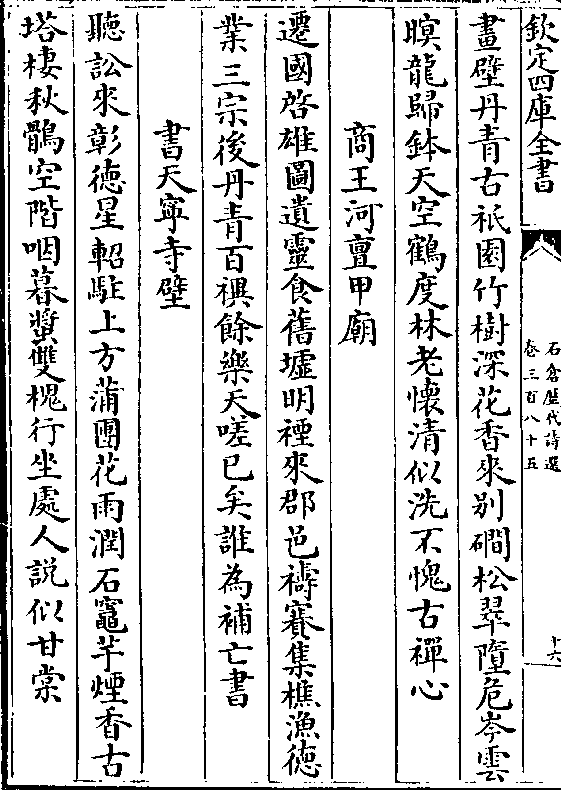 欽定四庫全書
石倉歷代詩選
卷三百八十五
十六
畫壁丹青古祇園竹樹深花香來別磵松翠墮危岑雲
暝龍歸鉢天空鶴度林老懷清似洗不愧古禪心
商王河亶甲廟
遷國啓雄圖遺靈食舊墟明禋來郡邑禱賽集樵漁德
業三宗後丹青百禩餘樂天嗟已矣誰為補亡書
書天寧寺壁
聽訟來彰德星軺駐上方蒲團花雨潤石竈芋煙香古
塔棲秋鶻空階咽暮螿雙槐行坐處人説似甘棠